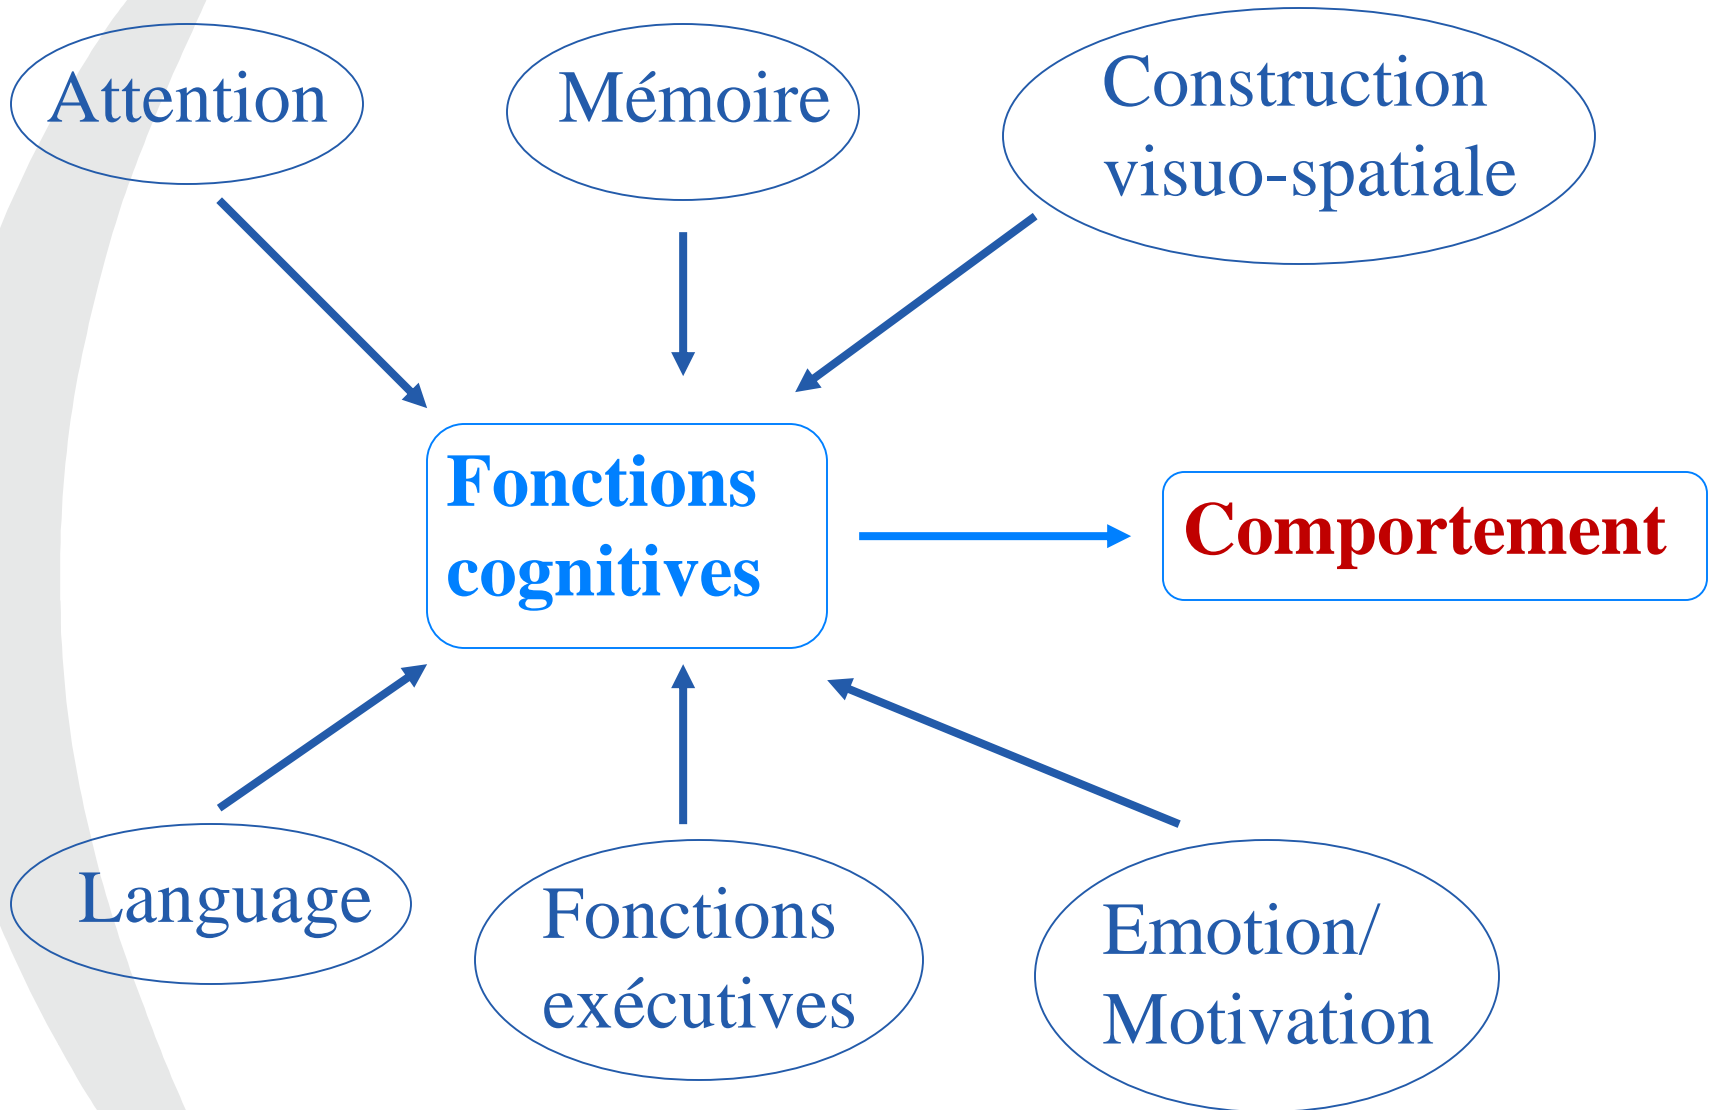 Attention
Mémoire
Construction
visuo-spatiale
Fonctions
cognitives
Comportement
Language
Fonctions
exécutives
Emotion/
Motivation